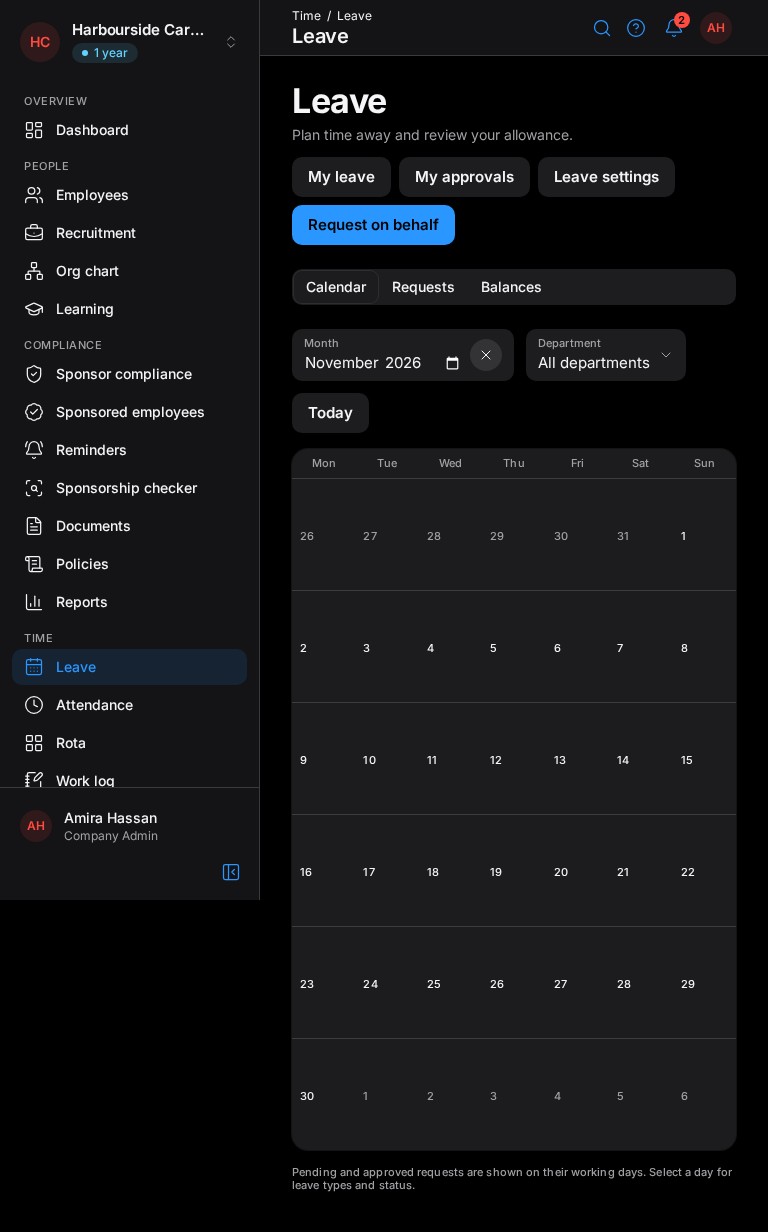 HC
Harbourside Car...
1 year
OVERVIEW
Dashboard
PEOPLE
Employees
Recruitment
Org chart
Learning
COMPLIANCE
Sponsor compliance
Sponsored employees
Reminders
Sponsorship checker
Documents
Policies
Reports
TIME
Leave
Attendance
Rota
Work log
AH
Amira Hassan
Company Admin
Time / Leave
Leave
2
AH
Leave
Plan time away and review your allowance.
My leave My approvals Leave settings
Request on behalf
Calendar Requests Balances
Month
November 2026
Department
All departments
Today
Mon Tue Wed Thu Fri Sat Sun
26 27 28 29 30 31 1
2 3 4 5 6 7 8
9 10 11 12 13 14 15
16 17 18 19 20 21 22
23 24 25 26 27 28 29
30 1 2 3 4 5 6
Pending and approved requests are shown on their working days. Select a day for
leave types and status.